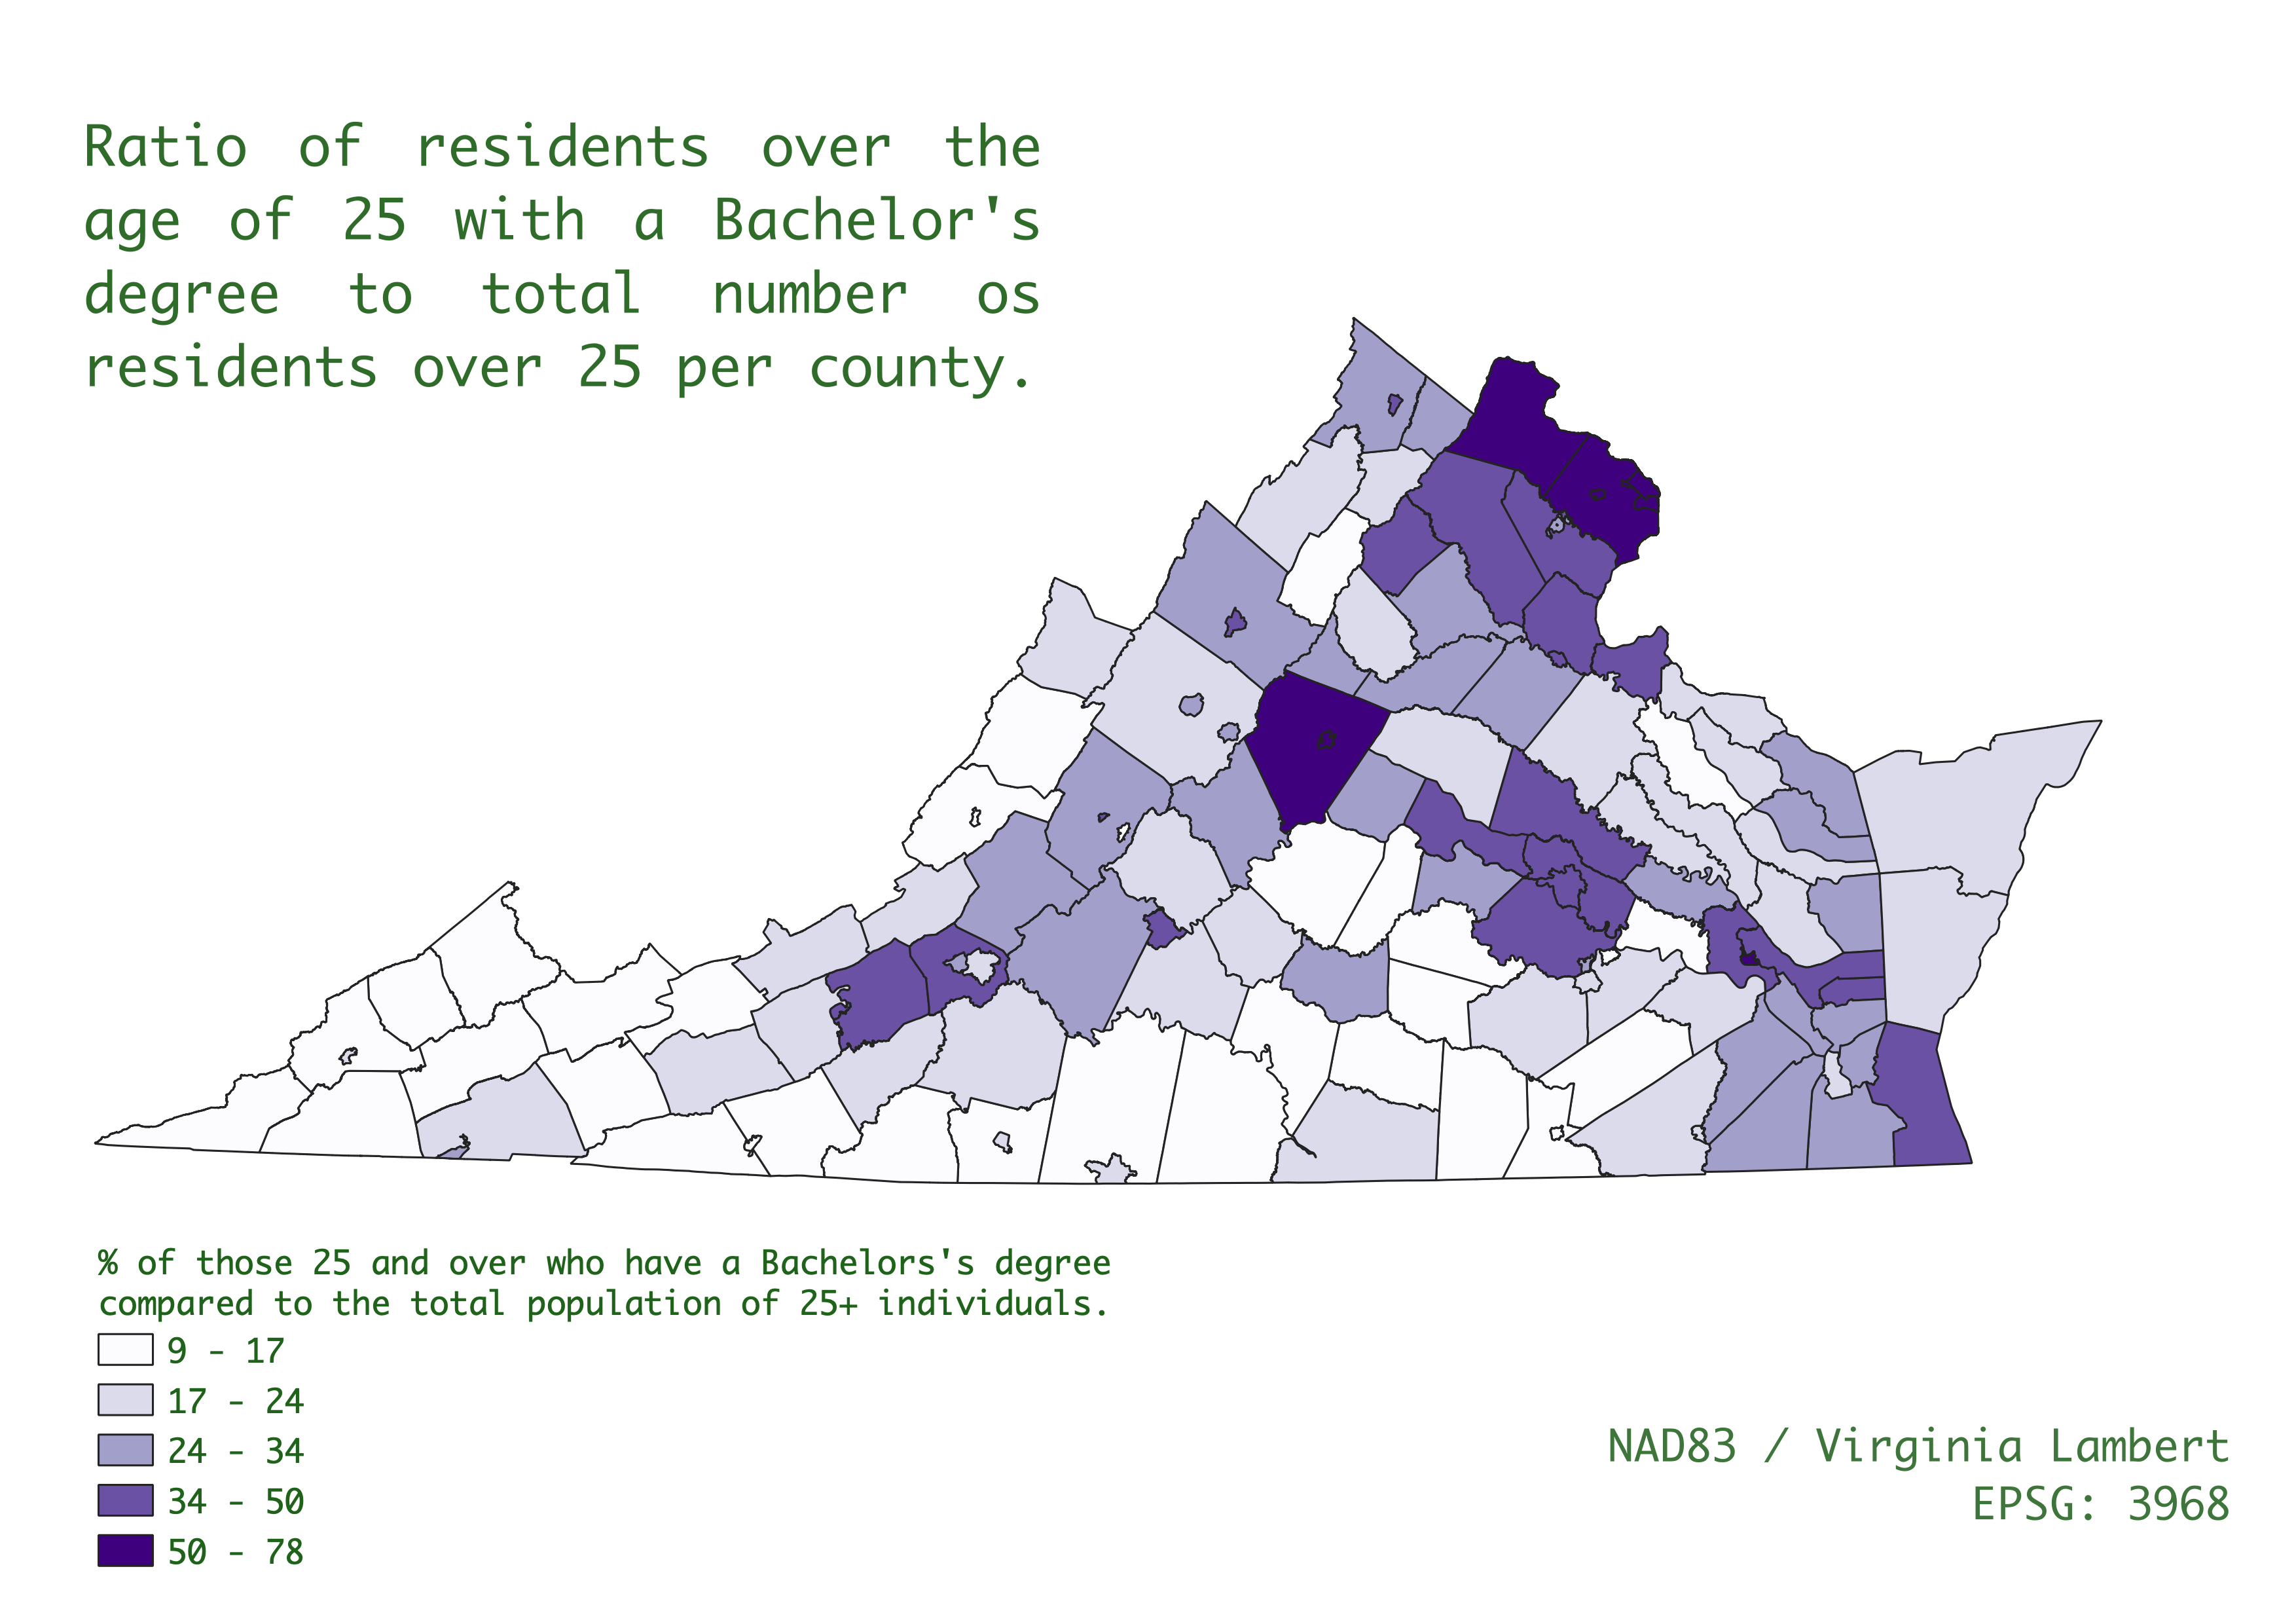 Ratio of residents over the
age of 25 with a Bachelor's
degree to total number os
residents over 25 per county.
% of those 25 and over who have a Bachelors's degree
compared to the total population of 25+ individuals.
9 - 17
17 - 24
24 - 34
34 - 50
50 - 78
NAD83 / Virginia Lambert
EPSG: 3968